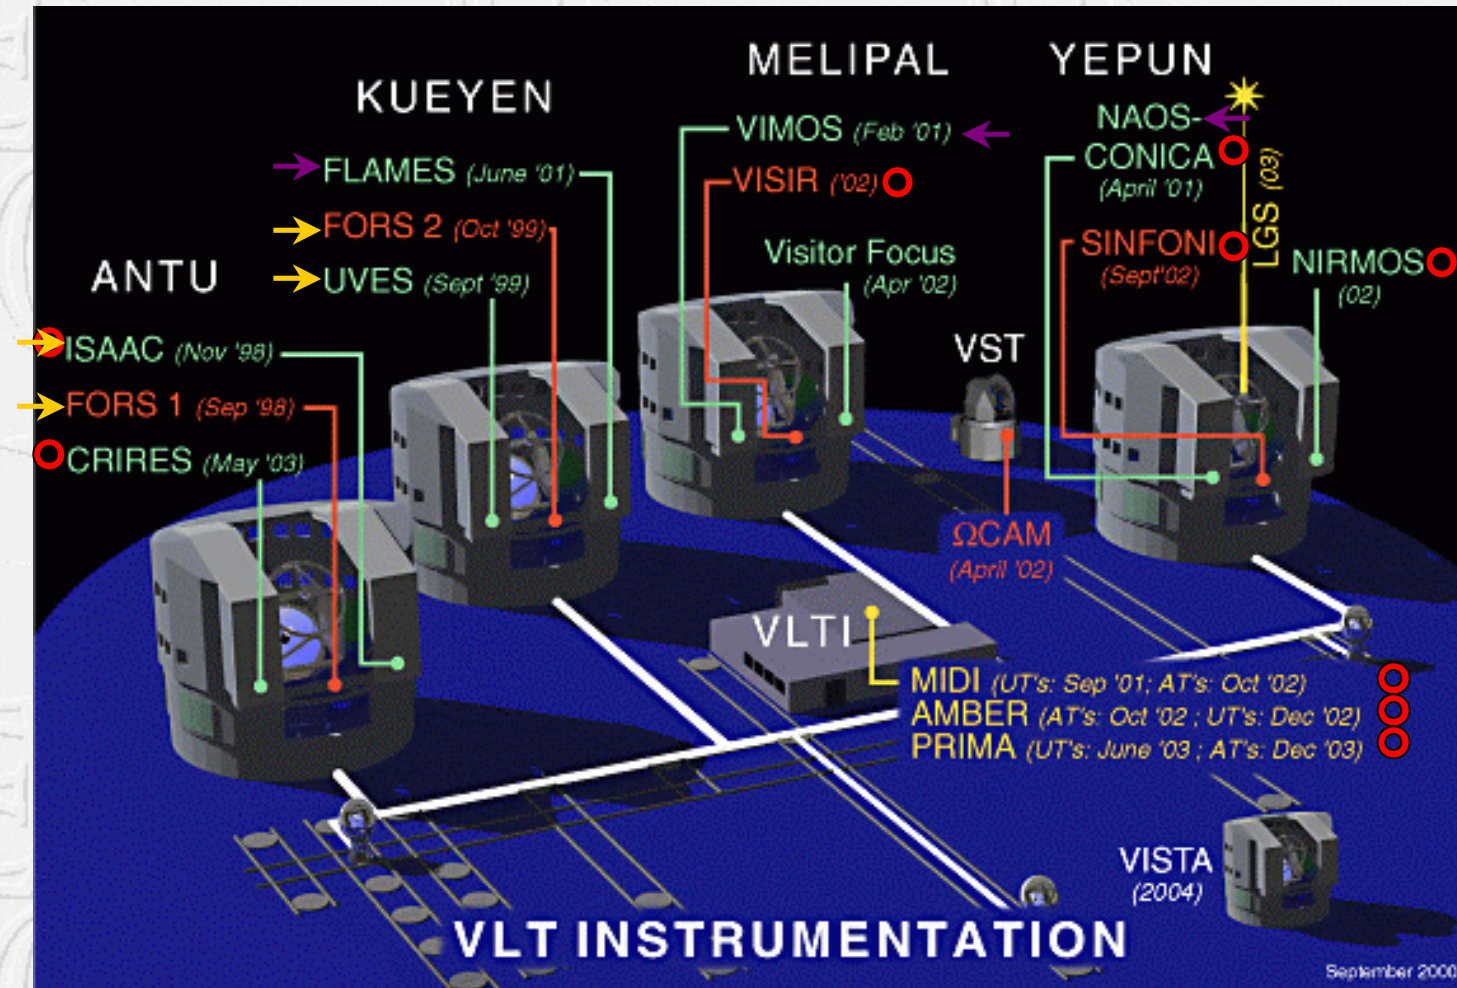 MELIPAL
YEPUN
KUEYEN
NAOS-
VIMOS (Feb '01)
CONICA
FLAMES (June '01)
VISIR ('02)
(April '01)
LGS (03)
FORS 2 (Oct '99)
SINFONI
Visitor Focus
NIRMOS
ANTU
UVES (Sept '99)
(Apr '02)
(Sept'02)
(02)
ISAAC (Nov '98)
VST
FORS 1 (Sep '98)
CRIRES (May '03)
ΩCAM
(April '02)
VLTI
MIDI (UT's: Sep '01; AT's: Oct '02)
AMBER (AT's: Oct '02 ; UT's: Dec '02)
PRIMA (UT's: June '03 ; AT's: Dec '03)
VISTA
(2004)
VLT INSTRUMENTATION
September 2000